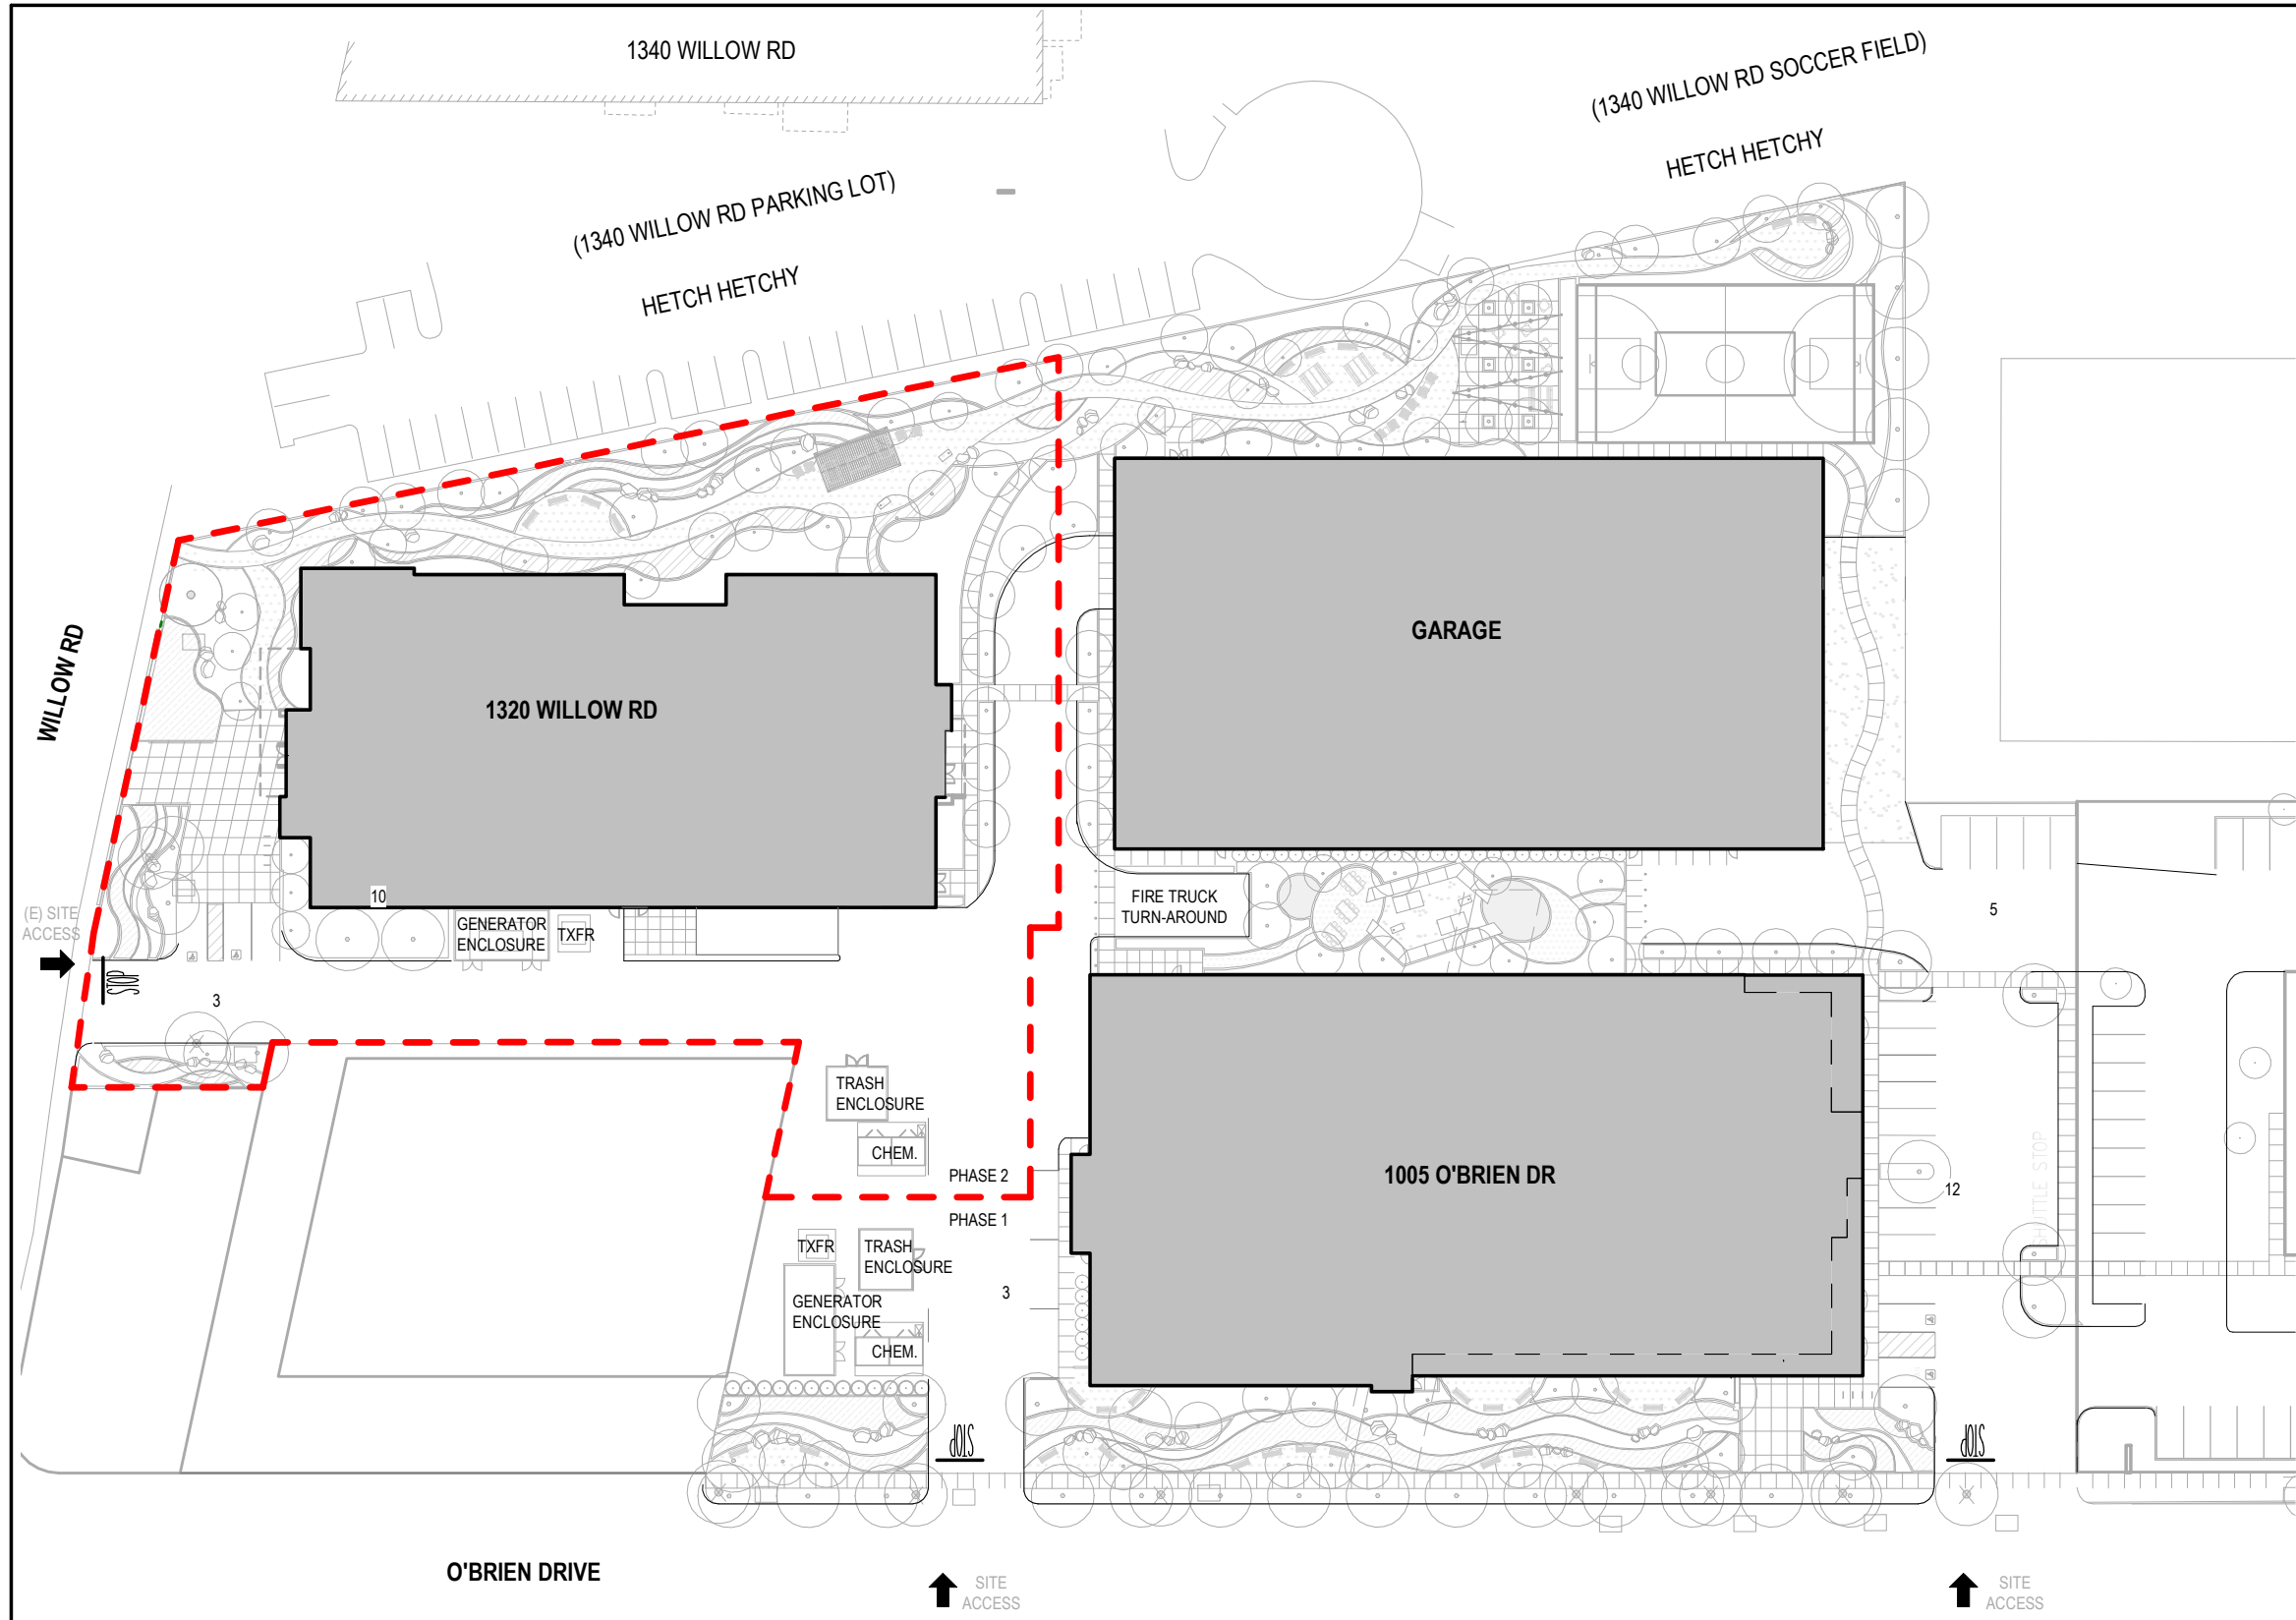 1340 WILLOW RD
(1340 WILLOW RD SOCCER FIELD)
HETCH HETCHY
(1340 WILLOW RD PARKING LOT)
HETCH HETCHY
WILLOW RD
GARAGE
1320 WILLOW RD
10
GENERATOR
ENCLOSURE
TXFR
FIRE TRUCK
TURN-AROUND
5
(E) SITE
ACCESS
STOP
3
TRASH
ENCLOSURE
CHEM.
PHASE 2
PHASE 1
1005 O'BRIEN DR
12
SHUTTLE STOP
TXFR
TRASH
ENCLOSURE
GENERATOR
ENCLOSURE
3
CHEM.
STOP
STOP
O'BRIEN DRIVE
SITE
ACCESS
SITE
ACCESS